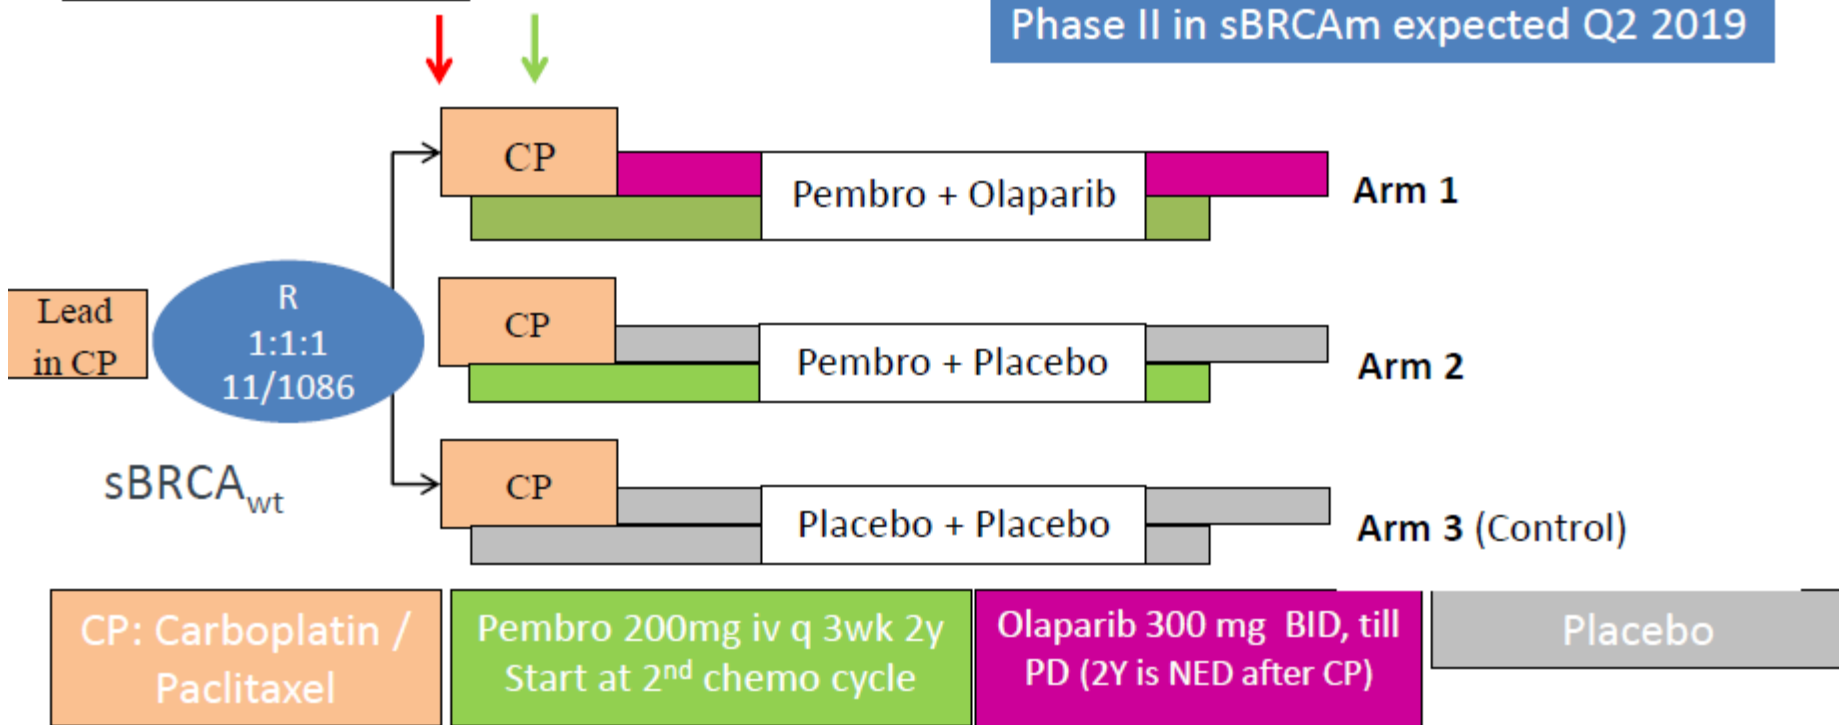 Phase II in sBRCAm expected Q2 2019
CP
Pembro + Olaparib
Arm 1
Lead
in CP
R
1:1:1
11/1086
CP
Pembro + Placebo
Arm 2
sBRCAwt
CP
Placebo + Placebo
Arm 3 (Control)
CP: Carboplatin /
Paclitaxel
Pembro 200mg iv q 3wk 2y
Start at 2nd chemo cycle
Olaparib 300 mg BID, till
PD (2Y is NED after CP)
Placebo